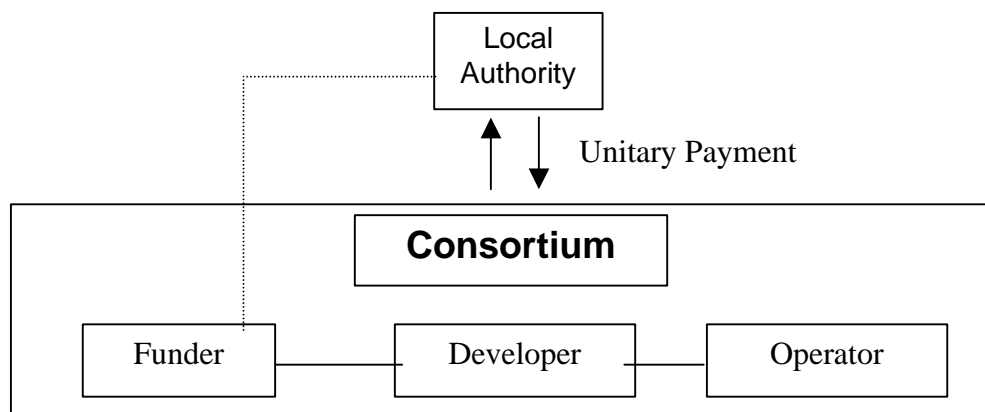 Local
Authority
Unitary Payment
Consortium
Funder
Developer
Operator